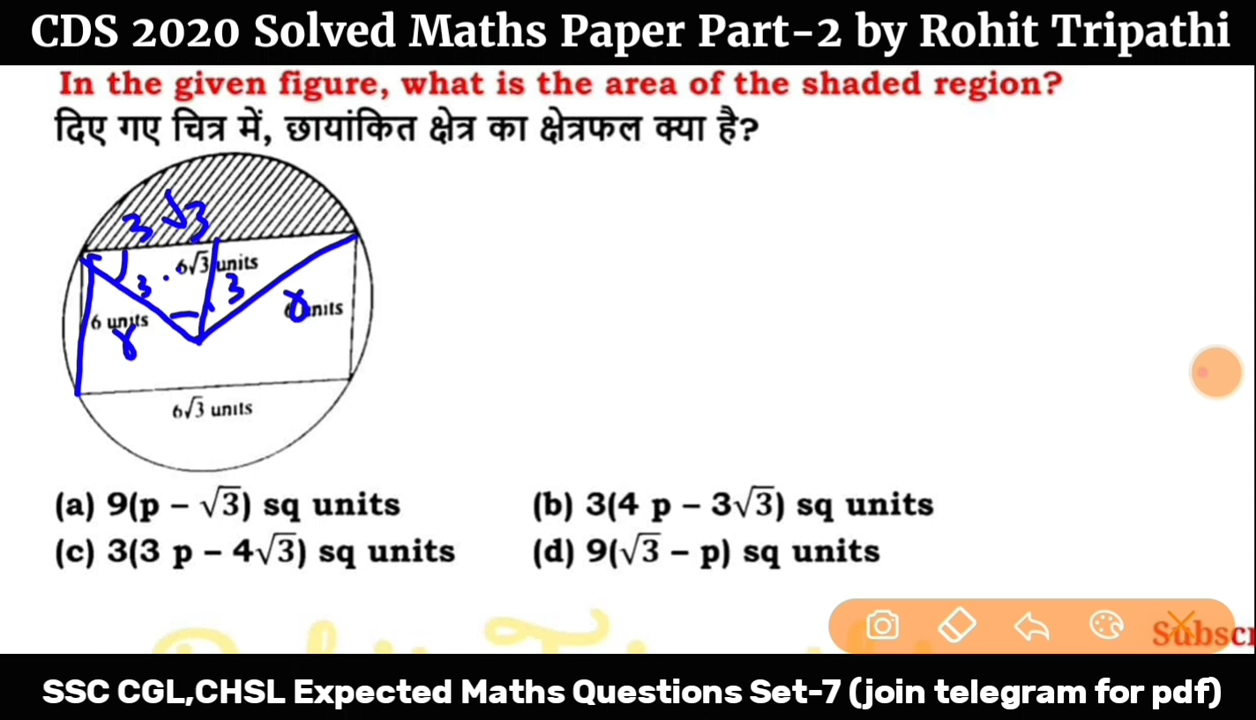 CDS 2020 Solved Maths Paper Part-2 by Rohit Tripathi
In the given figure, what is the area of the shaded region?
दिए गए चित्र में, छायांकित क्षेत्र का क्षेत्रफल क्या है?
3√3
6√3 units
3
3
6 units
r
r
nits
6√3 units
(a) 9(p – √3) sq units (b) 3(4 p – 3√3) sq units
(c) 3(3 p – 4√3) sq units (d) 9(√3 – p) sq units
SSC CGL,CHSL Expected Maths Questions Set-7 (join telegram for pdf)